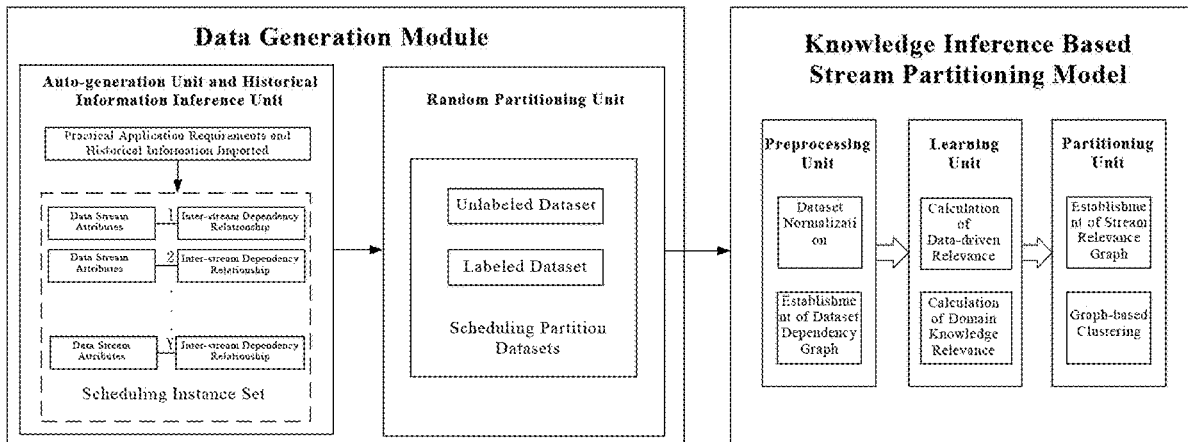 Data Generation Module
Auto-generation Unit and Historical
Information Inference Unit
Practical Application Requirements and
Historical Information Imported
Data Stream
Attributes
1
Inter-stream Dependency
Relationship
Data Stream
Attributes
2
Inter-stream Dependency
Relationship
Data Stream
Attributes
Y
Inter-stream Dependency
Relationship
Scheduling Instance Set
Random Partitioning Unit
Unlabeled Dataset
Labeled Dataset
Scheduling Partition
Datasets
Knowledge Inference Based
Stream Partitioning Model
Preprocessing
Unit
Dataset
Normalizati
on
Establishme
nt of Dataset
Dependency
Graph
Learning
Unit
Calculation
of
Data-driven
Relevance
Calculation
of Domain
Knowledge
Relevance
Partitioning
Unit
Establishme
nt of Stream
Relevance
Graph
Graph-based
Clustering